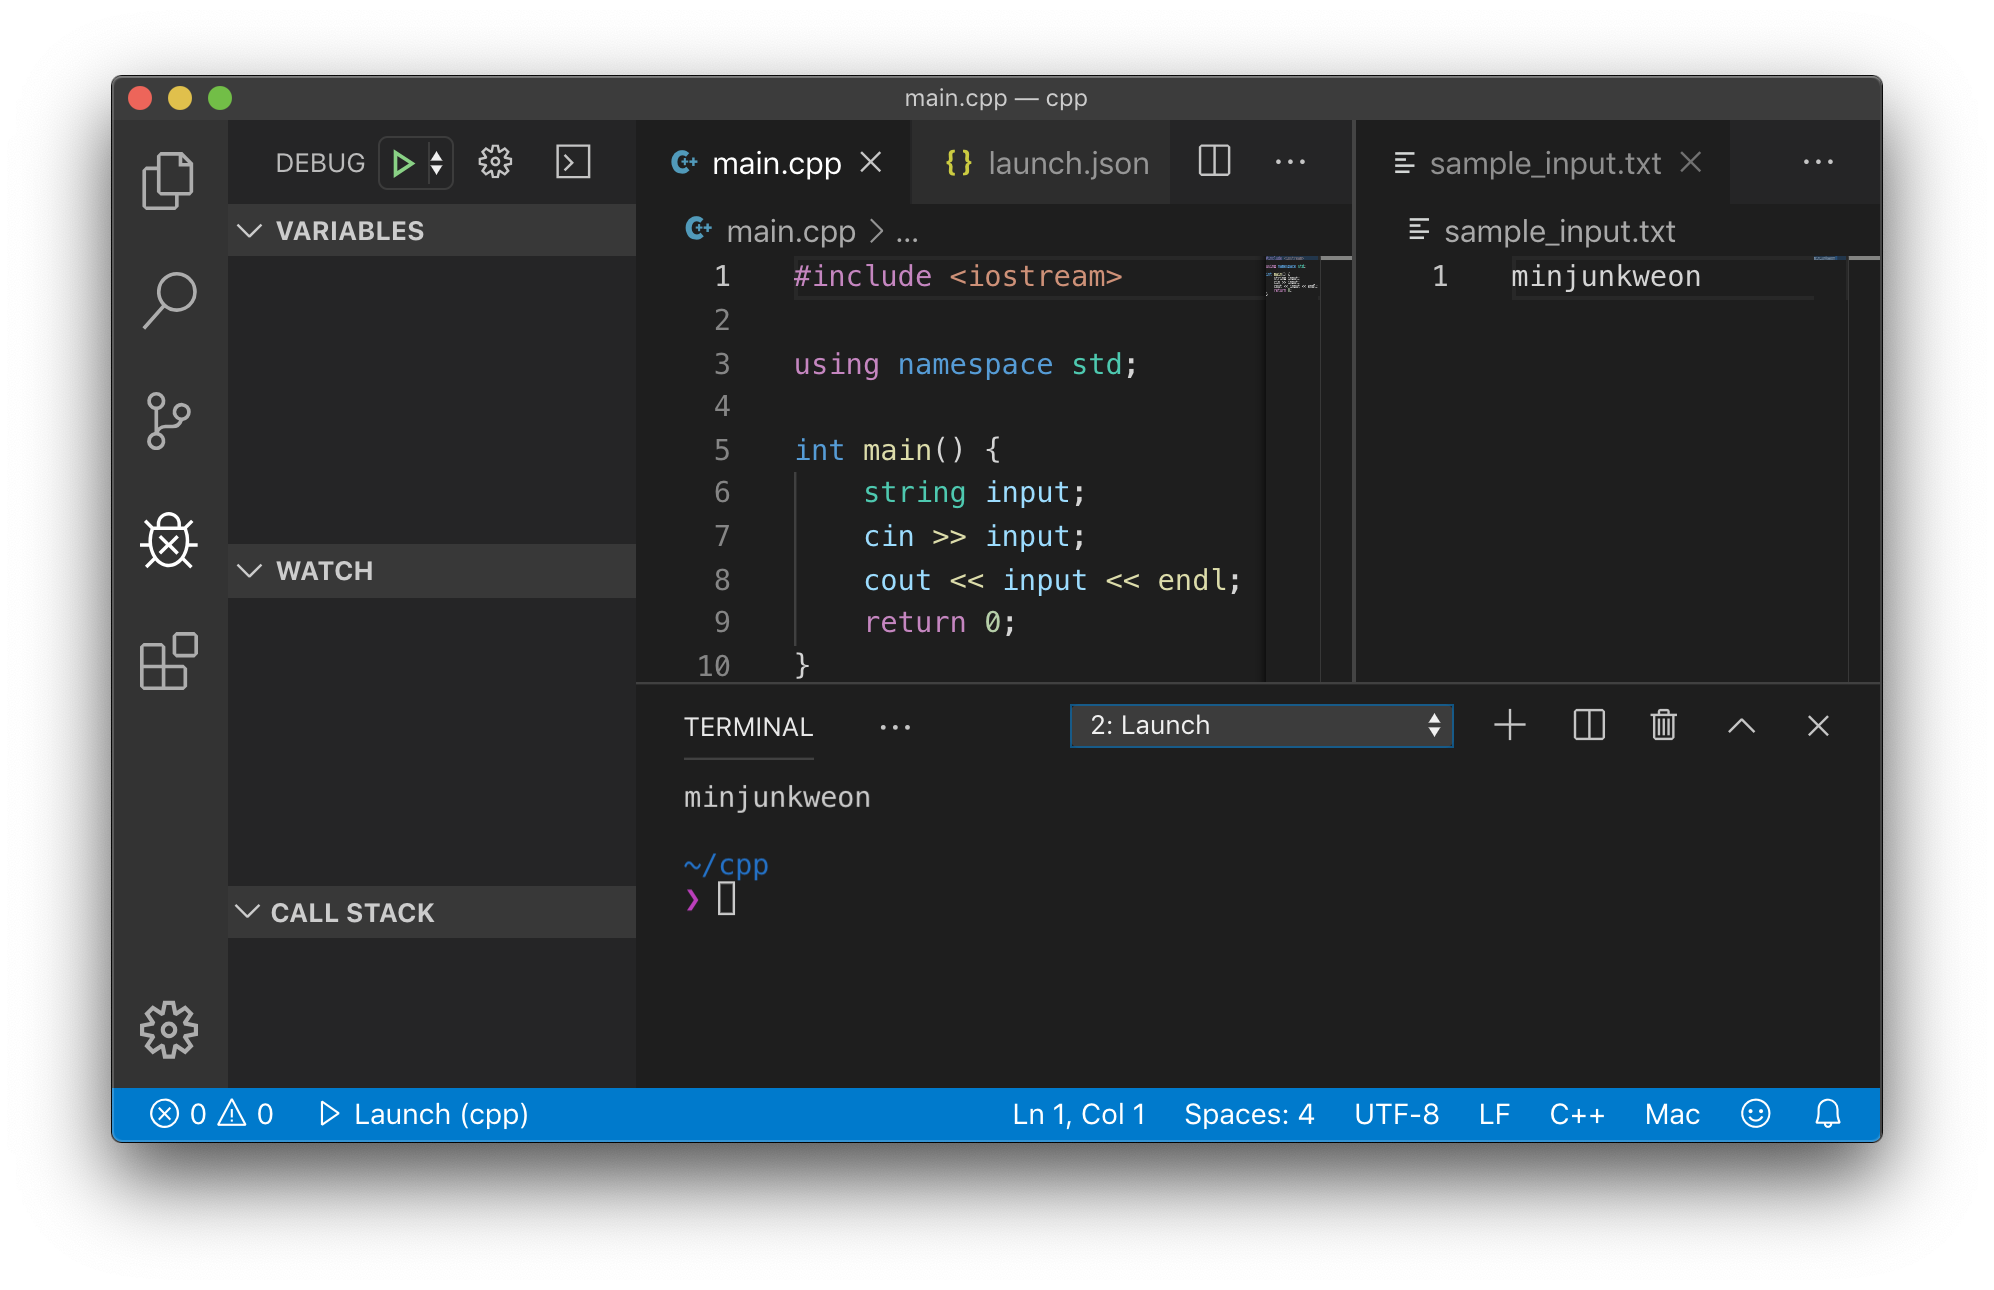 main.cpp — cpp
DEBUG
VARIABLES
WATCH
CALL STACK
main.cpp
launch.json
main.cpp > ...
1 #include <iostream>
2
3 using namespace std;
4
5 int main() {
6 string input;
7 cin >> input;
8 cout << input << endl;
9 return 0;
10 }
sample_input.txt
sample_input.txt
1 minjunkweon
TERMINAL ... 2: Launch
minjunkweon
~/cpp
❯
0 0 Launch (cpp) Ln 1, Col 1 Spaces: 4 UTF-8 LF C++ Mac